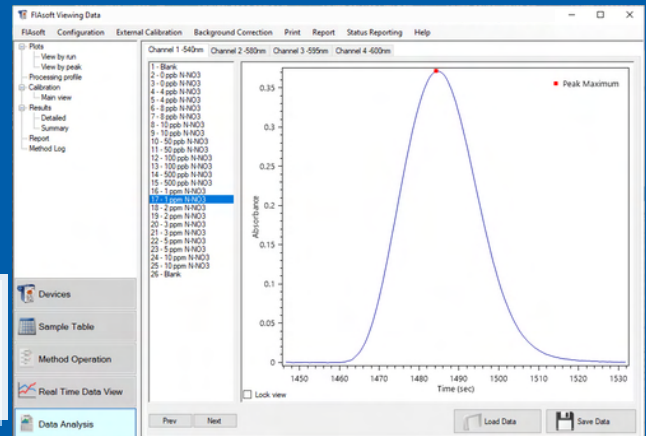 FIAsoft Viewing Data
FIAsoft Configuration External Calibration Background Correction Print Report Status Reporting Help
Plots
View by run
View by peak
Processing profile
Calibration
Main view
Results
Detailed
Summary
Report
Method Log
Devices
Sample Table
Method Operation
Real Time Data View
Data Analysis
Channel 1 -540nm Channel 2 -580nm Channel 3 -595nm Channel 4 -600nm
1 - Blank
2 - 0 ppb N-NO3
3 - 0 ppb N-NO3
4 - 4 ppb N-NO3
5 - 4 ppb N-NO3
6 - 8 ppb N-NO3
7 - 8 ppb N-NO3
8 - 10 ppb N-NO3
9 - 10 ppb N-NO3
10 - 50 ppb N-NO3
11 - 50 ppb N-NO3
12 - 100 ppb N-NO3
13 - 100 ppb N-NO3
14 - 500 ppb N-NO3
15 - 500 ppb N-NO3
16 - 1 ppm N-NO3
17 - 1 ppm N-NO3
18 - 2 ppm N-NO3
19 - 2 ppm N-NO3
20 - 3 ppm N-NO3
21 - 3 ppm N-NO3
22 - 5 ppm N-NO3
23 - 5 ppm N-NO3
24 - 10 ppm N-NO3
25 - 10 ppm N-NO3
26 - Blank
Peak Maximum
Absorbance
0.35
0.3
0.25
0.2
0.15
0.1
0.05
0
1450 1460 1470 1480 1490 1500 1510 1520 1530
Time (sec)
Lock view
Prev Next Load Data Save Data